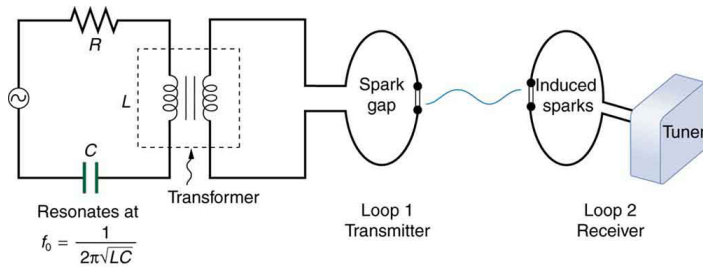 R
L
C
Transformer
Resonates at
f₀ = 1
2π√LC
Spark
gap
Loop 1
Transmitter
Induced
sparks
Tuner
Loop 2
Receiver